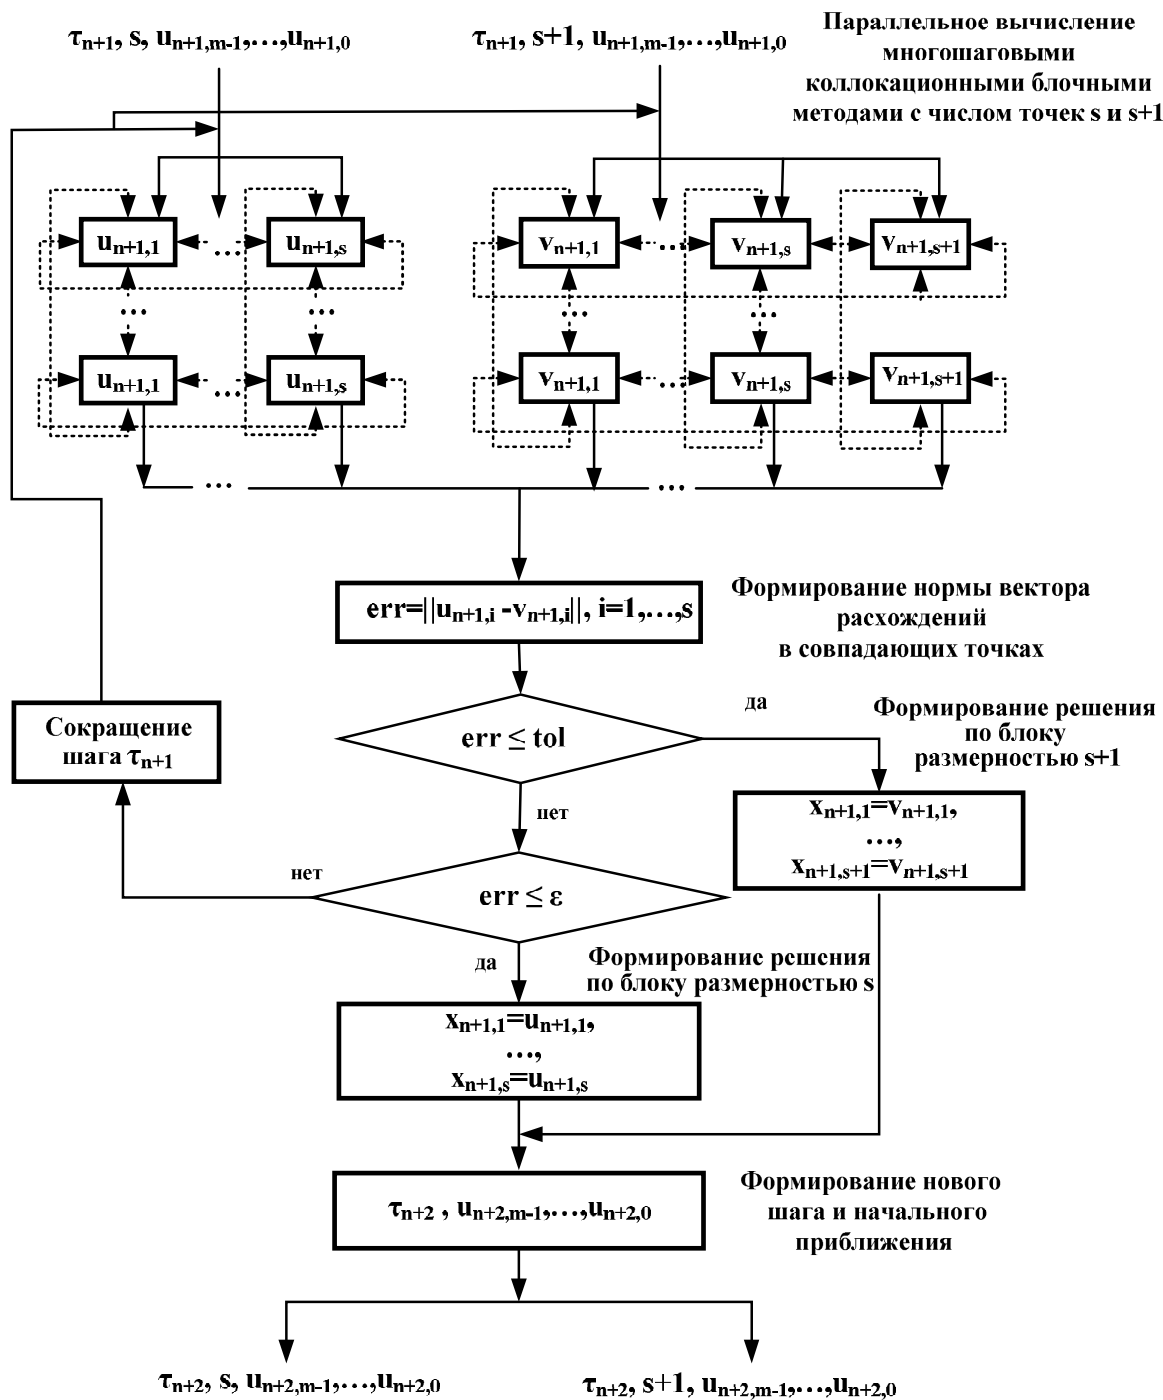 τn+1, s, un+1,m-1,…,un+1,0
τn+1, s+1, un+1,m-1,…,un+1,0
Параллельное вычисление
многошаговыми
коллокационными блочными
методами с числом точек s и s+1
un+1,1 … un+1,s
vn+1,1 … vn+1,s vn+1,s+1
… …
… …
un+1,1 … un+1,s
vn+1,1 … vn+1,s vn+1,s+1
… …
err=||un+1,i -vn+1,i||, i=1,…,s
Формирование нормы вектора
расхождений
в совпадающих точках
Сокращение
шага τn+1
err ≤ tol
да
нет
Формирование решения
по блоку
размерностью s+1
xn+1,1=vn+1,1,
…,
xn+1,s+1=vn+1,s+1
err ≤ ε
нет
да
Формирование решения
по блоку размерностью s
xn+1,1=un+1,1,
…,
xn+1,s=un+1,s
τn+2 , un+2,m-1,…,un+2,0
Формирование нового
шага и начального
приближения
τn+2, s, un+2,m-1,…,un+2,0
τn+2, s+1, un+2,m-1,…,un+2,0